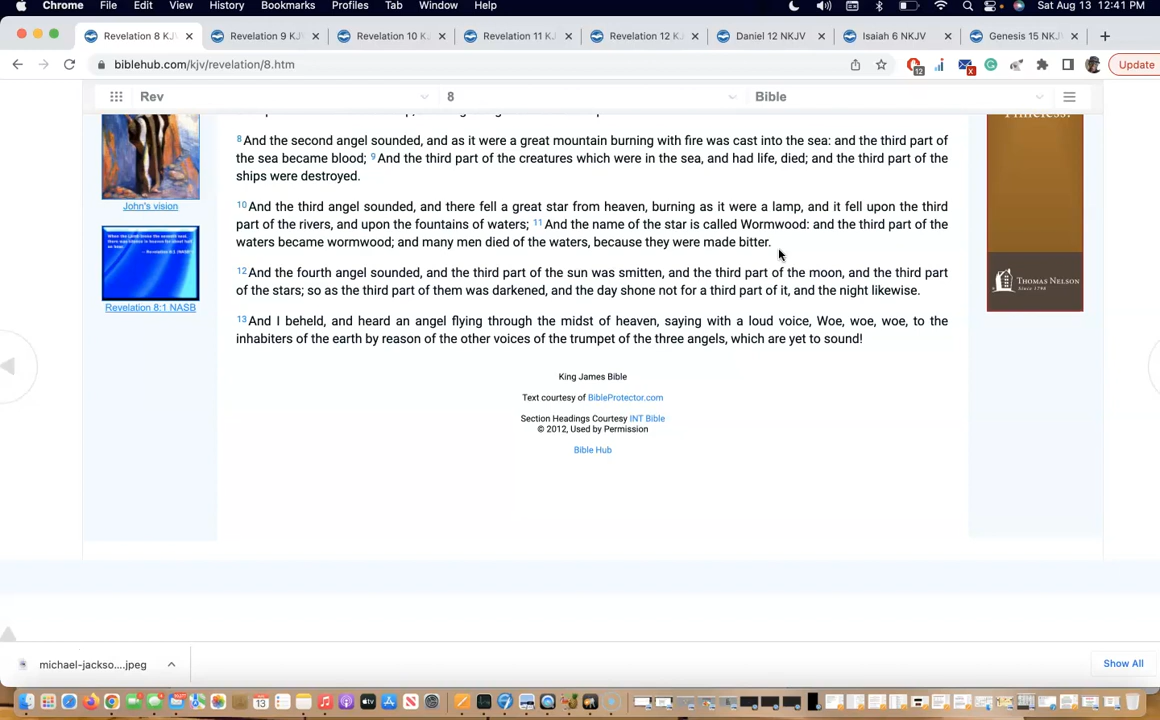 Chrome File Edit View History Bookmarks Profiles Tab Window Help Sat Aug 13 12:41 PM
Revelation 8 KJV Revelation 9 KJV Revelation 10 K. Revelation 11 K. Revelation 12 K. Daniel 12 NKJV Isaiah 6 NKJV Genesis 15 NKJ
biblehub.com/kjv/revelation/8.htm 12 Update
Rev 8 Bible
8 And the second angel sounded, and as it were a great mountain burning with fire was cast into the sea: and the third part of
the sea became blood; 9 And the third part of the creatures which were in the sea, and had life, died; and the third part of the
ships were destroyed.
John's vision
10 And the third angel sounded, and there fell a great star from heaven, burning as it were a lamp, and it fell upon the third
part of the rivers, and upon the fountains of waters; 11 And the name of the star is called Wormwood: and the third part of the
waters became wormwood; and many men died of the waters, because they were made bitter.
Revelation 8:1 NASB
12 And the fourth angel sounded, and the third part of the sun was smitten, and the third part of the moon, and the third part
of the stars; so as the third part of them was darkened, and the day shone not for a third part of it, and the night likewise.
THOMAS NELSON
Since 1798
13 And I beheld, and heard an angel flying through the midst of heaven, saying with a loud voice, Woe, woe, woe, to the
inhabiters of the earth by reason of the other voices of the trumpet of the three angels, which are yet to sound!
King James Bible
Text courtesy of BibleProtector.com
Section Headings Courtesy INT Bible
© 2012, Used by Permission
Bible Hub
michael-jackso....jpeg Show All